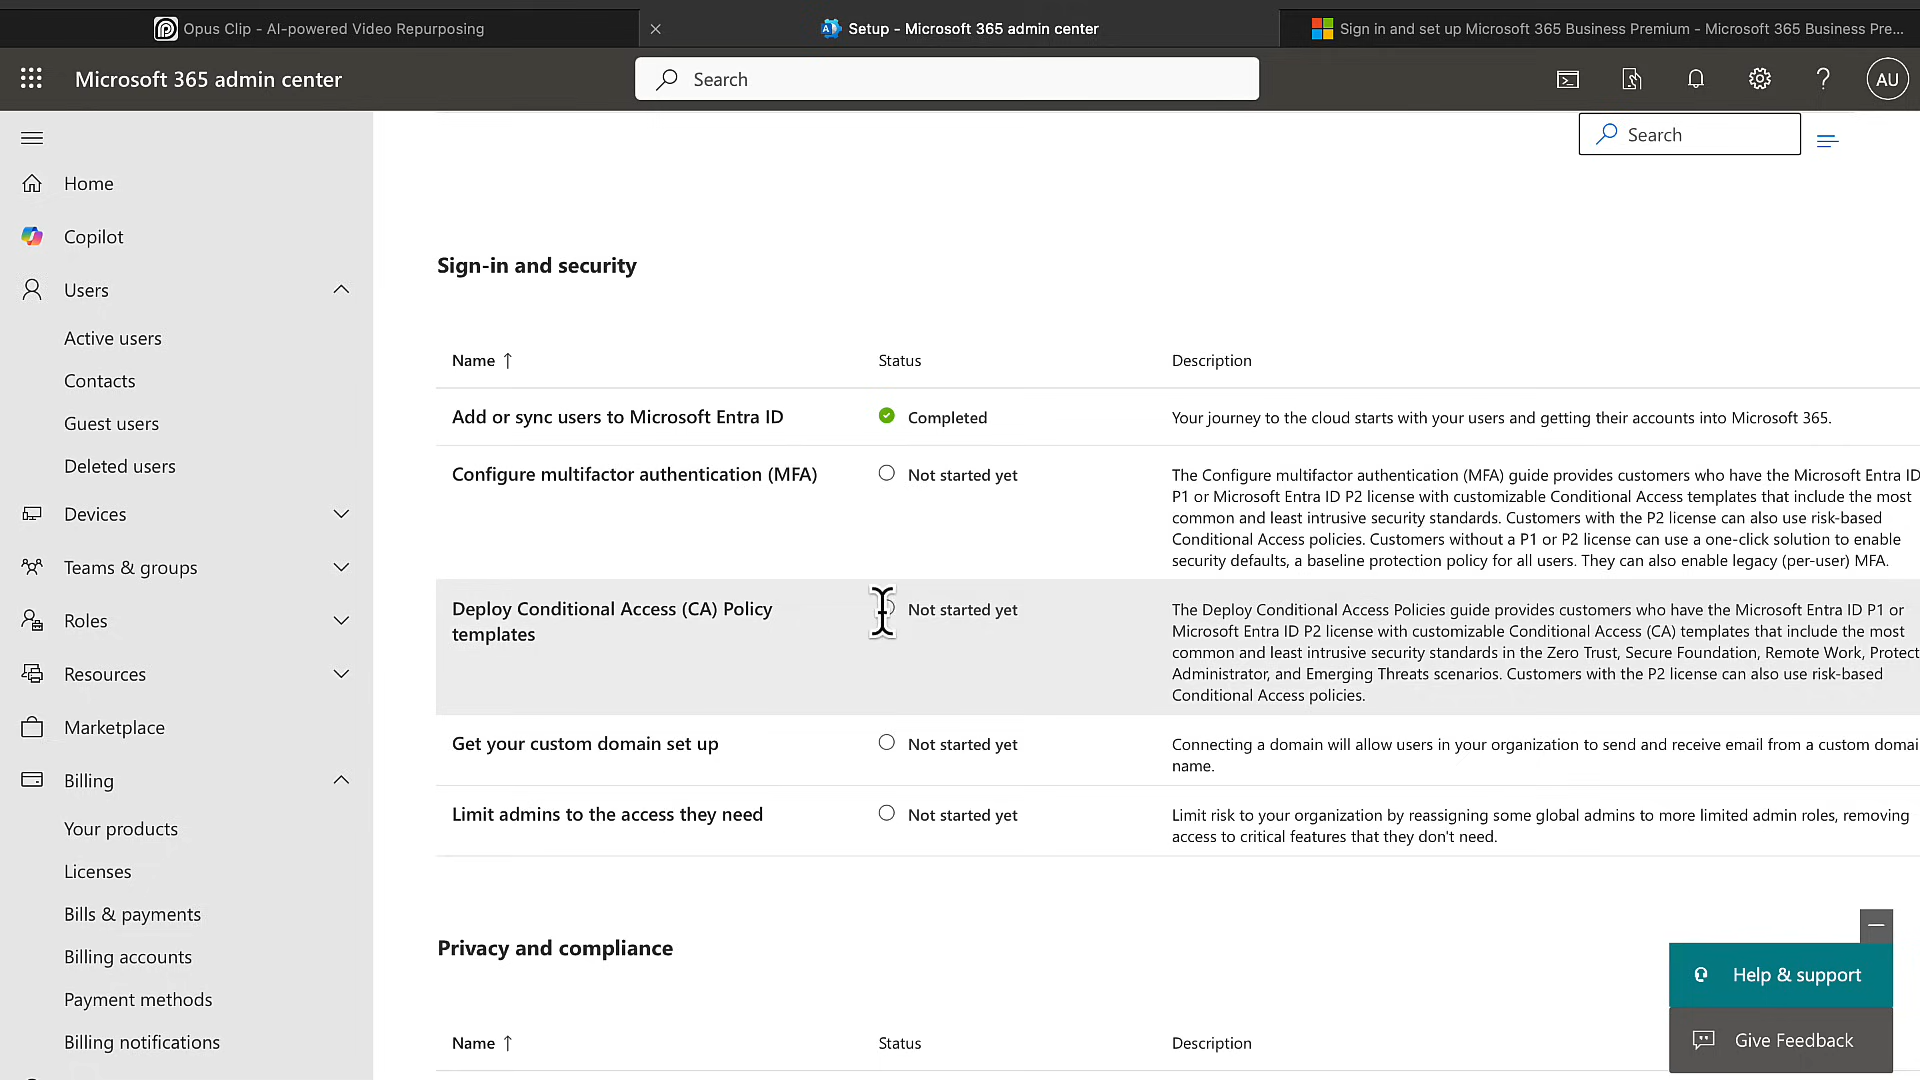 Opus Clip - AI-powered Video Repurposing
Setup - Microsoft 365 admin center
Sign in and set up Microsoft 365 Business Premium - Microsoft 365 Business Pre...
Microsoft 365 admin center
Search
AU
Search
Home
Copilot
Users
Active users
Contacts
Guest users
Deleted users
Devices
Teams & groups
Roles
Resources
Marketplace
Billing
Your products
Licenses
Bills & payments
Billing accounts
Payment methods
Billing notifications
Sign-in and security
Name ↑ Status Description
Add or sync users to Microsoft Entra ID
Completed
Your journey to the cloud starts with your users and getting their accounts into Microsoft 365.
Configure multifactor authentication (MFA)
Not started yet
The Configure multifactor authentication (MFA) guide provides customers who have the Microsoft Entra ID
P1 or Microsoft Entra ID P2 license with customizable Conditional Access templates that include the most
common and least intrusive security standards. Customers with the P2 license can also use risk-based
Conditional Access policies. Customers without a P1 or P2 license can use a one-click solution to enable
security defaults, a baseline protection policy for all users. They can also enable legacy (per-user) MFA.
Deploy Conditional Access (CA) Policy
templates
Not started yet
The Deploy Conditional Access Policies guide provides customers who have the Microsoft Entra ID P1 or
Microsoft Entra ID P2 license with customizable Conditional Access (CA) templates that include the most
common and least intrusive security standards in the Zero Trust, Secure Foundation, Remote Work, Protect
Administrator, and Emerging Threats scenarios. Customers with the P2 license can also use risk-based
Conditional Access policies.
Get your custom domain set up
Not started yet
Connecting a domain will allow users in your organization to send and receive email from a custom domai
name.
Limit admins to the access they need
Not started yet
Limit risk to your organization by reassigning some global admins to more limited admin roles, removing
access to critical features that they don't need.
Privacy and compliance
Name ↑ Status Description
Help & support
Give Feedback